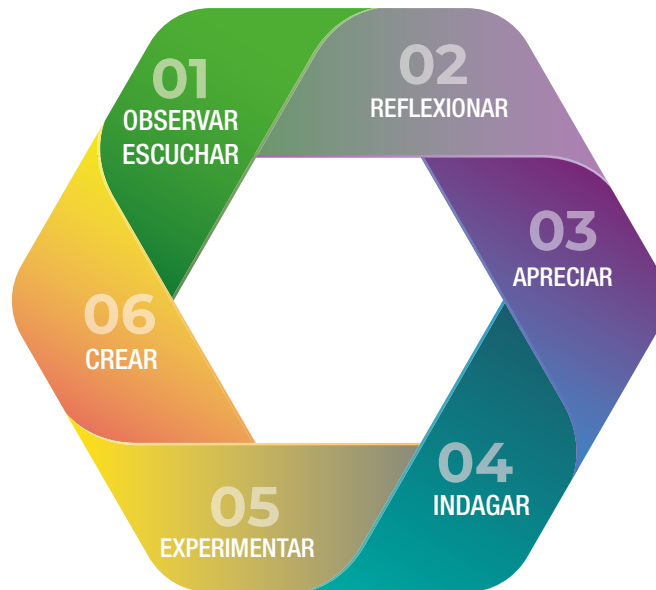 01
OBSERVAR
ESCUCHAR
02
REFLEXIONAR
03
APRECIAR
04
INDAGAR
05
EXPERIMENTAR
06
CREAR